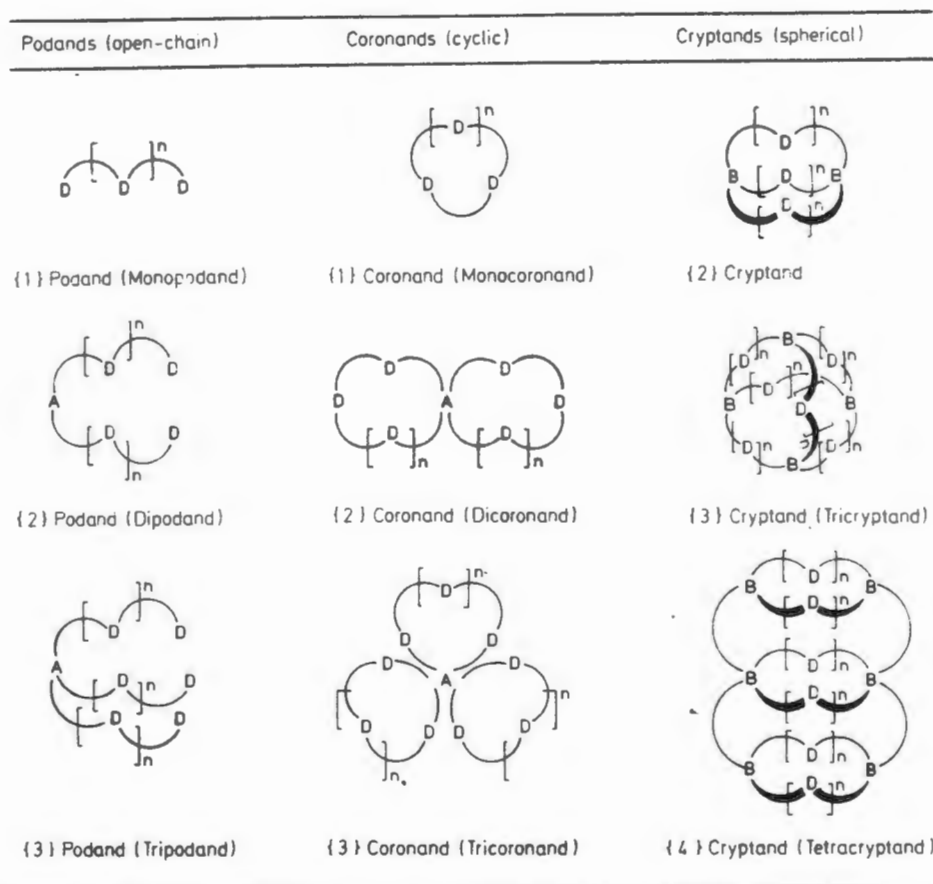 Podands (open-chain) Coronands (cyclic) Cryptands (spherical)
[ ]n
D D D
[ D ]n
D D
[ D ]n
B [ D ]n B
[ D ]n
{1} Podand (Monopodand) {1} Coronand (Monocoronand) {2} Cryptand
[ D ]n D
A
[ D ]n D
D D
D A D
[ D ]n [ D ]n
B
[D]n [D]n
B [ D ]n D B
[D]n [D]n
B
{2} Podand (Dipodand) {2} Coronand (Dicoronand) {3} Cryptand (Tricryptand)
[ D ]n D
A
[ D ]n D
[ D ]n D
[ D ]n
D D
D A D
[ D D D D ]n
]n [
B [ D ]n B
[ D ]n
B [ D ]n B
[ D ]n
B [ D ]n B
[ D ]n
{3} Podand (Tripodand) {3} Coronand (Tricoronand) {4} Cryptand (Tetracryptand)